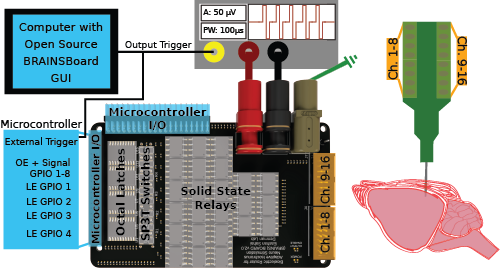 Computer with
Open Source
BRAINSBoard
GUI
Output Trigger
A: 50 µV
PW: 100µs
Microcontroller
External Trigger
OE + Signal
GPIO 1-8
LE GPIO 1
LE GPIO 2
LE GPIO 3
LE GPIO 4
Microcontroller I/O
Microcontroller
I/O
Octal Latches
SP3T Switches
Solid State
Relays
Ch. 9-16
Ch. 1-8
Ch. 1-8
Ch. 9-16